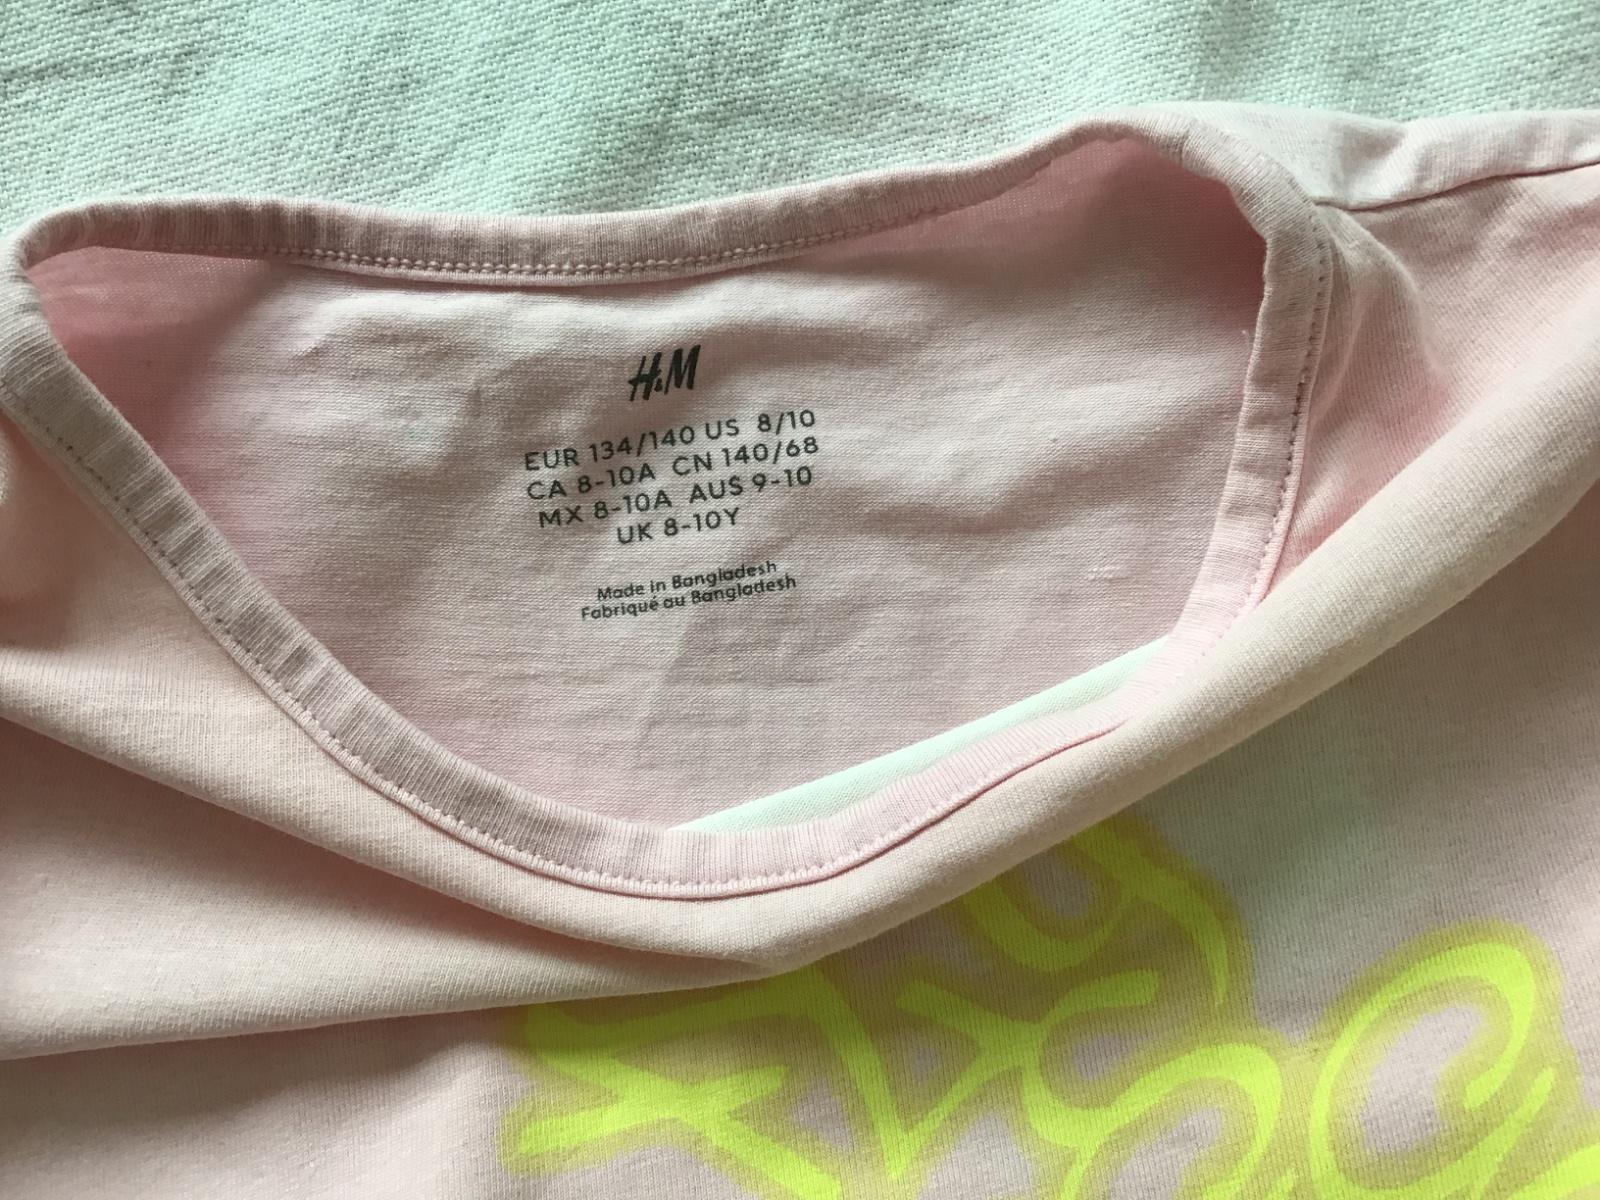 H&M
EUR 134/140 US 8/10
CA 8-10A CN 140/68
MX 8-10A AUS 9-10
UK 8-10Y
Made in Bangladesh
Fabriqué au Bangladesh